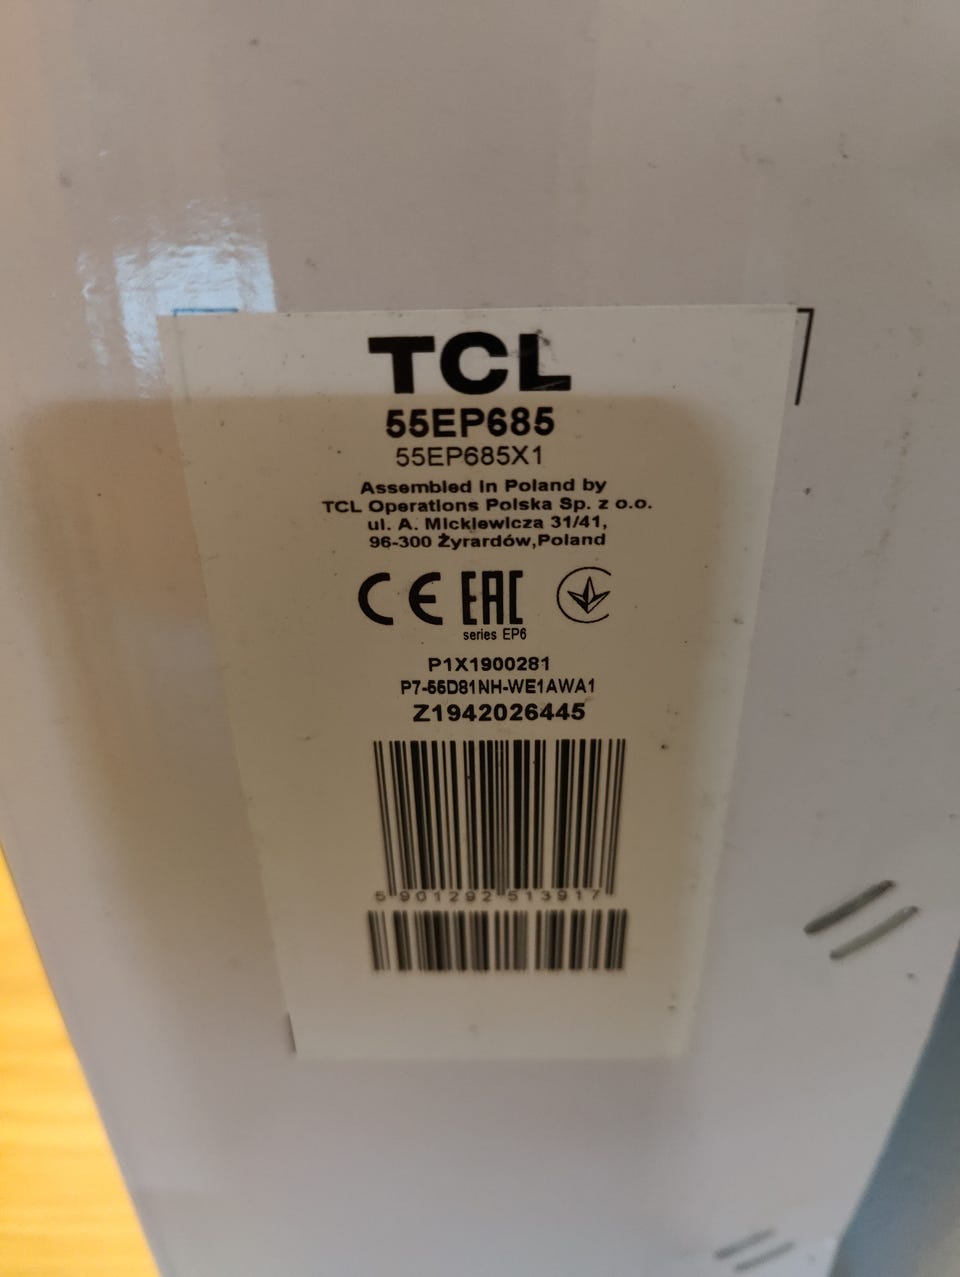 TCL
55EP685
55EP685X1
Assembled in Poland by
TCL Operations Polska Sp. z o.o.
ul. A. Mickiewicza 31/41,
96-300 Żyrardów,Poland
CE EAC
series EP6
P1X1900281
P7-55D81NH-WE1AWA1
Z1942026445
5 901292 513917